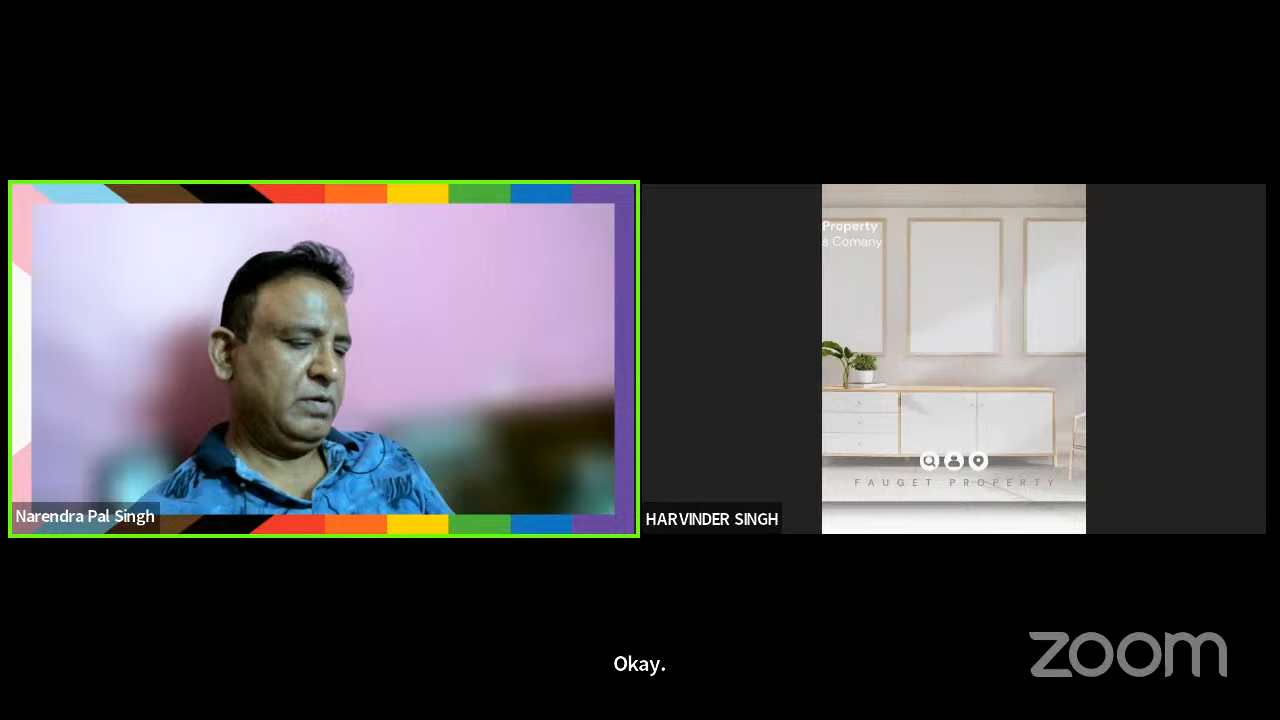 Property
s Comany
FAUGET PROPERTY
Narendra Pal Singh
HARVINDER SINGH
Okay.
zoom